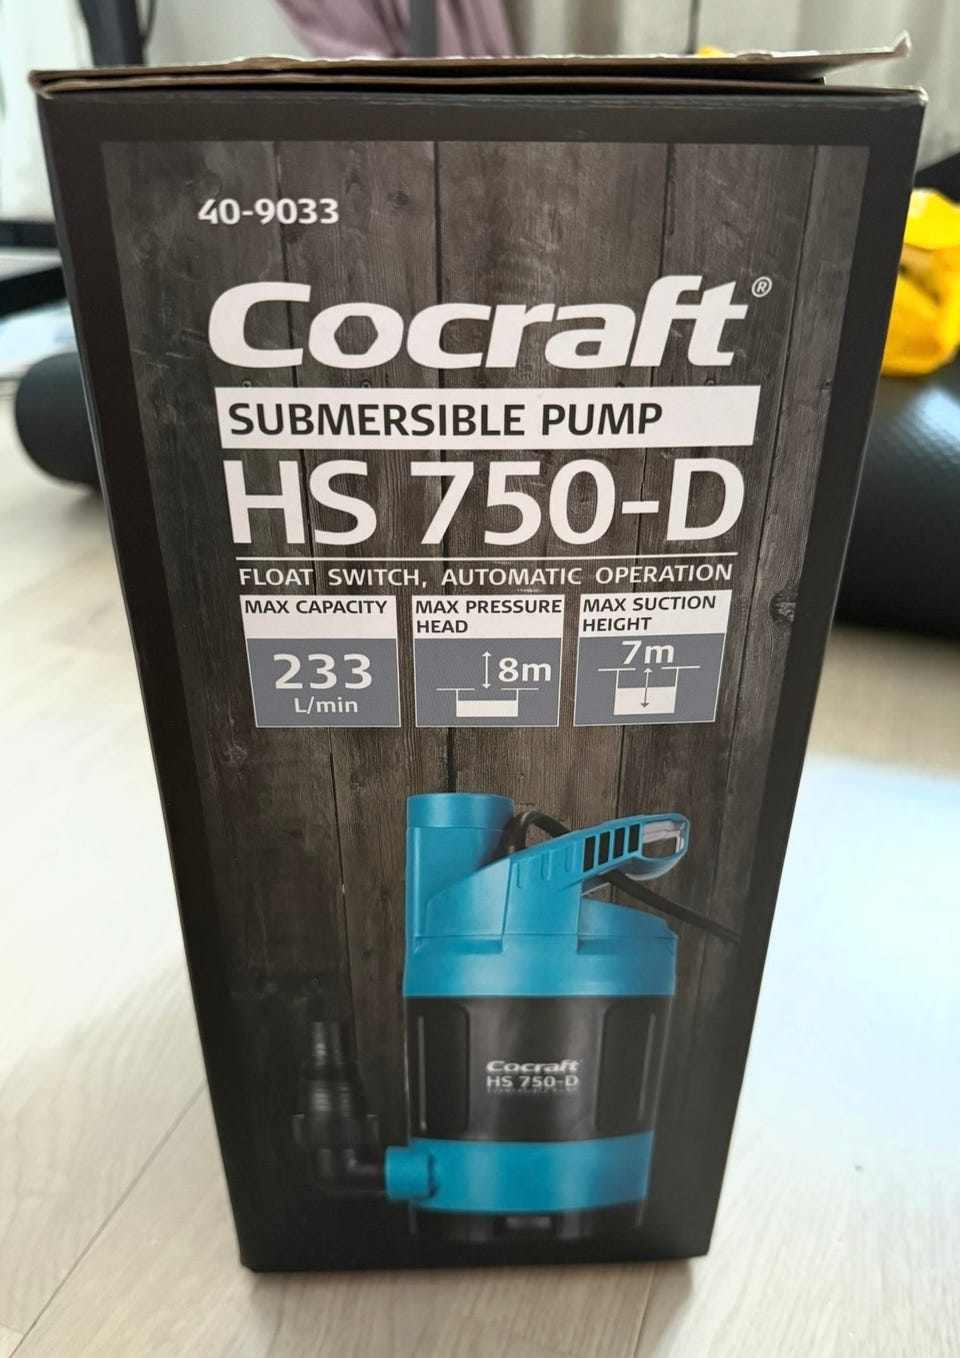 40-9033
Cocraft®
SUBMERSIBLE PUMP
HS 750-D
FLOAT SWITCH, AUTOMATIC OPERATION
MAX CAPACITY
233
L/min
MAX PRESSURE
HEAD
8m
MAX SUCTION
HEIGHT
7m
Cocraft
HS 750-D